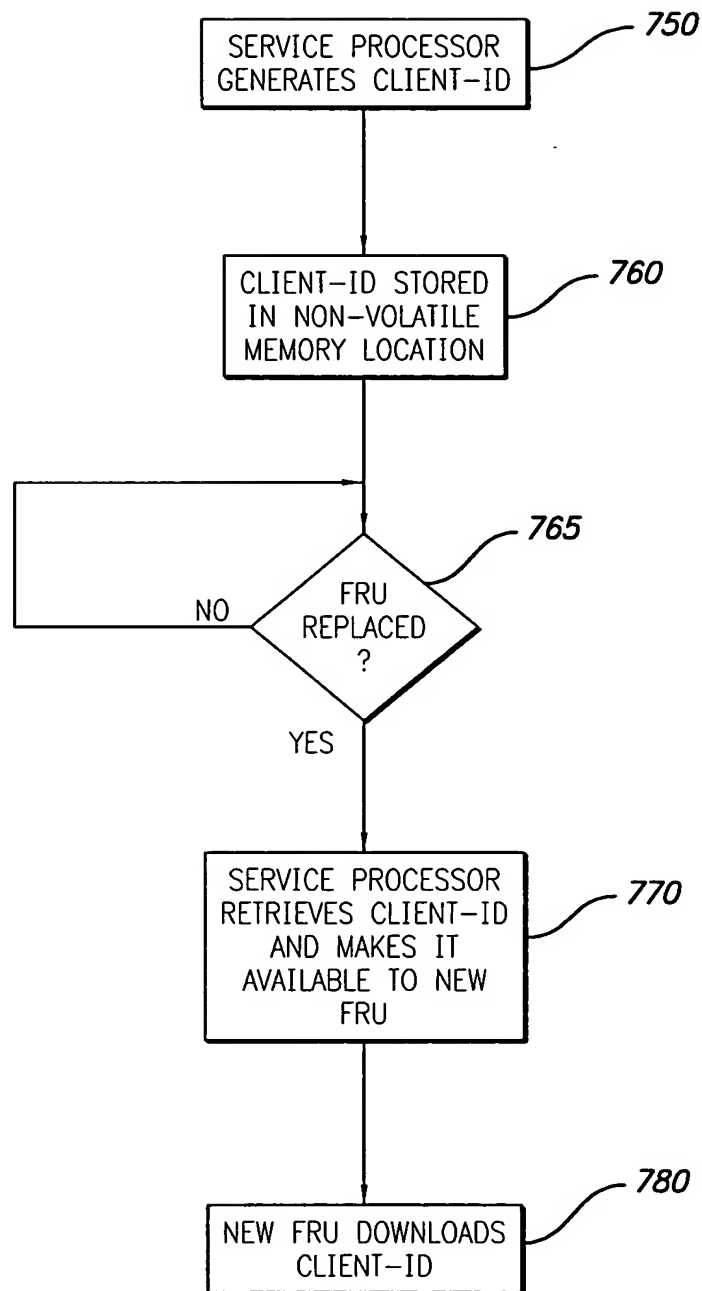 SERVICE PROCESSOR
GENERATES CLIENT-ID
750
CLIENT-ID STORED
IN NON-VOLATILE
MEMORY LOCATION
760
FRU
REPLACED
?
765
NO
YES
SERVICE PROCESSOR
RETRIEVES CLIENT-ID
AND MAKES IT
AVAILABLE TO NEW
FRU
770
NEW FRU DOWNLOADS
CLIENT-ID
780